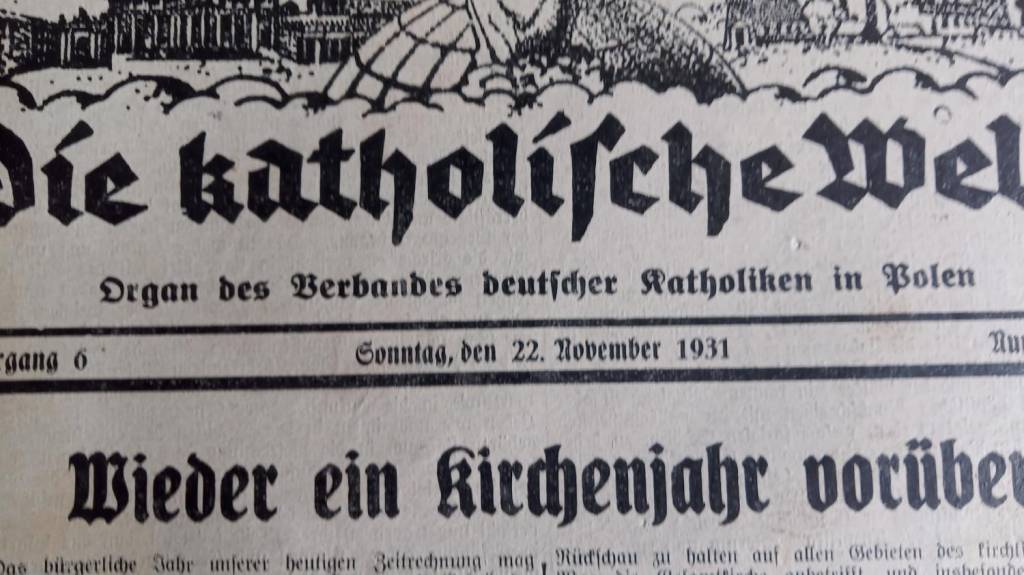 Die katholische Wel
Organ des Verbandes deutscher Katholiken in Polen
rgang 6 Sonntag, den 22. November 1931
Wieder ein Kirchenjahr vorüber
Das bürgerliche Jahr unserer heutigen Zeitrechnung mag
Rückschau zu halten auf allen Gebieten des kirchl